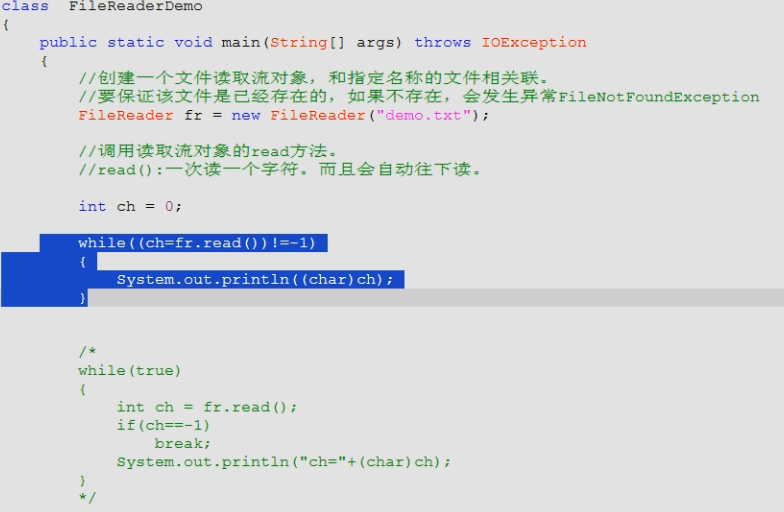 class  FileReaderDemo
{
    public static void main(String[] args) throws IOException
    {
        //创建一个文件读取流对象，和指定名称的文件相关联。
        //要保证该文件是已经存在的，如果不存在，会发生异常FileNotFoundException
        FileReader fr = new FileReader("demo.txt");
        //调用读取流对象的read方法。
        //read():一次读一个字符。而且会自动往下读。
        int ch = 0;
        while((ch=fr.read())!=-1)
        {
            System.out.println((char)ch);
        }
        /*
        while(true)
        {
            int ch = fr.read();
            if(ch==-1)
                break;
            System.out.println("ch="+(char)ch);
        }
        */